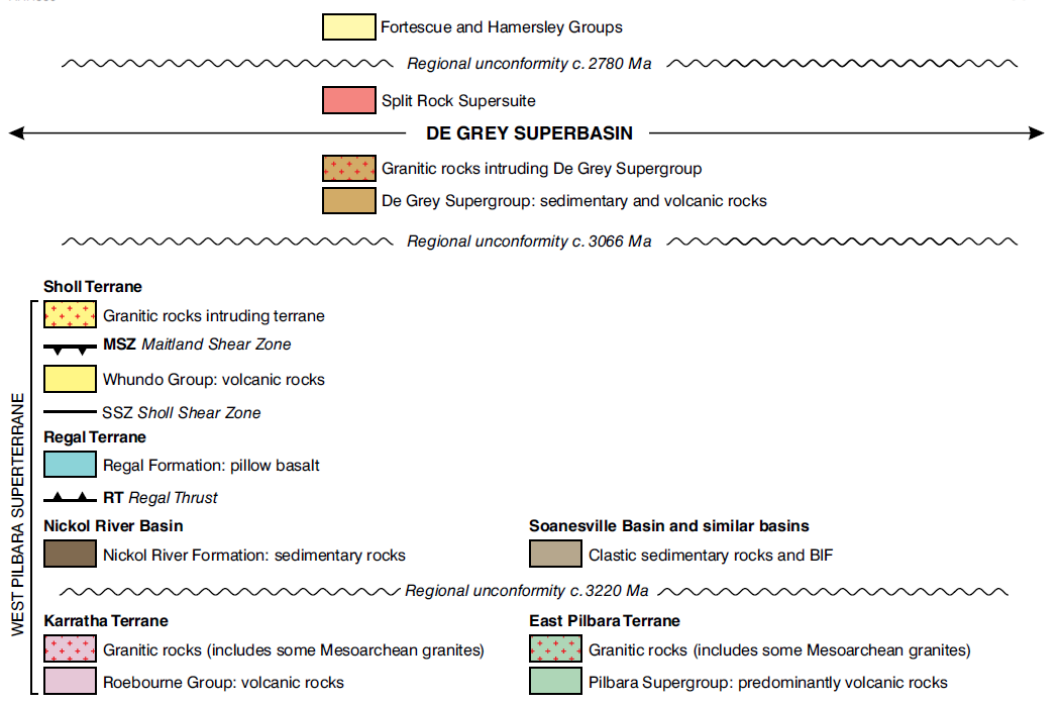 Fortescue and Hamersley Groups
Regional unconformity c. 2780 Ma
Split Rock Supersuite
DE GREY SUPERBASIN
Granitic rocks intruding De Grey Supergroup
De Grey Supergroup: sedimentary and volcanic rocks
Regional unconformity c. 3066 Ma
WEST PILBARA SUPERTERRANE
Sholl Terrane
Granitic rocks intruding terrane
MSZ Maitland Shear Zone
Whundo Group: volcanic rocks
SSZ Sholl Shear Zone
Regal Terrane
Regal Formation: pillow basalt
RT Regal Thrust
Nickol River Basin
Nickol River Formation: sedimentary rocks
Soanesville Basin and similar basins
Clastic sedimentary rocks and BIF
Regional unconformity c. 3220 Ma
Karratha Terrane
Granitic rocks (includes some Mesoarchean granites)
Roebourne Group: volcanic rocks
East Pilbara Terrane
Granitic rocks (includes some Mesoarchean granites)
Pilbara Supergroup: predominantly volcanic rocks